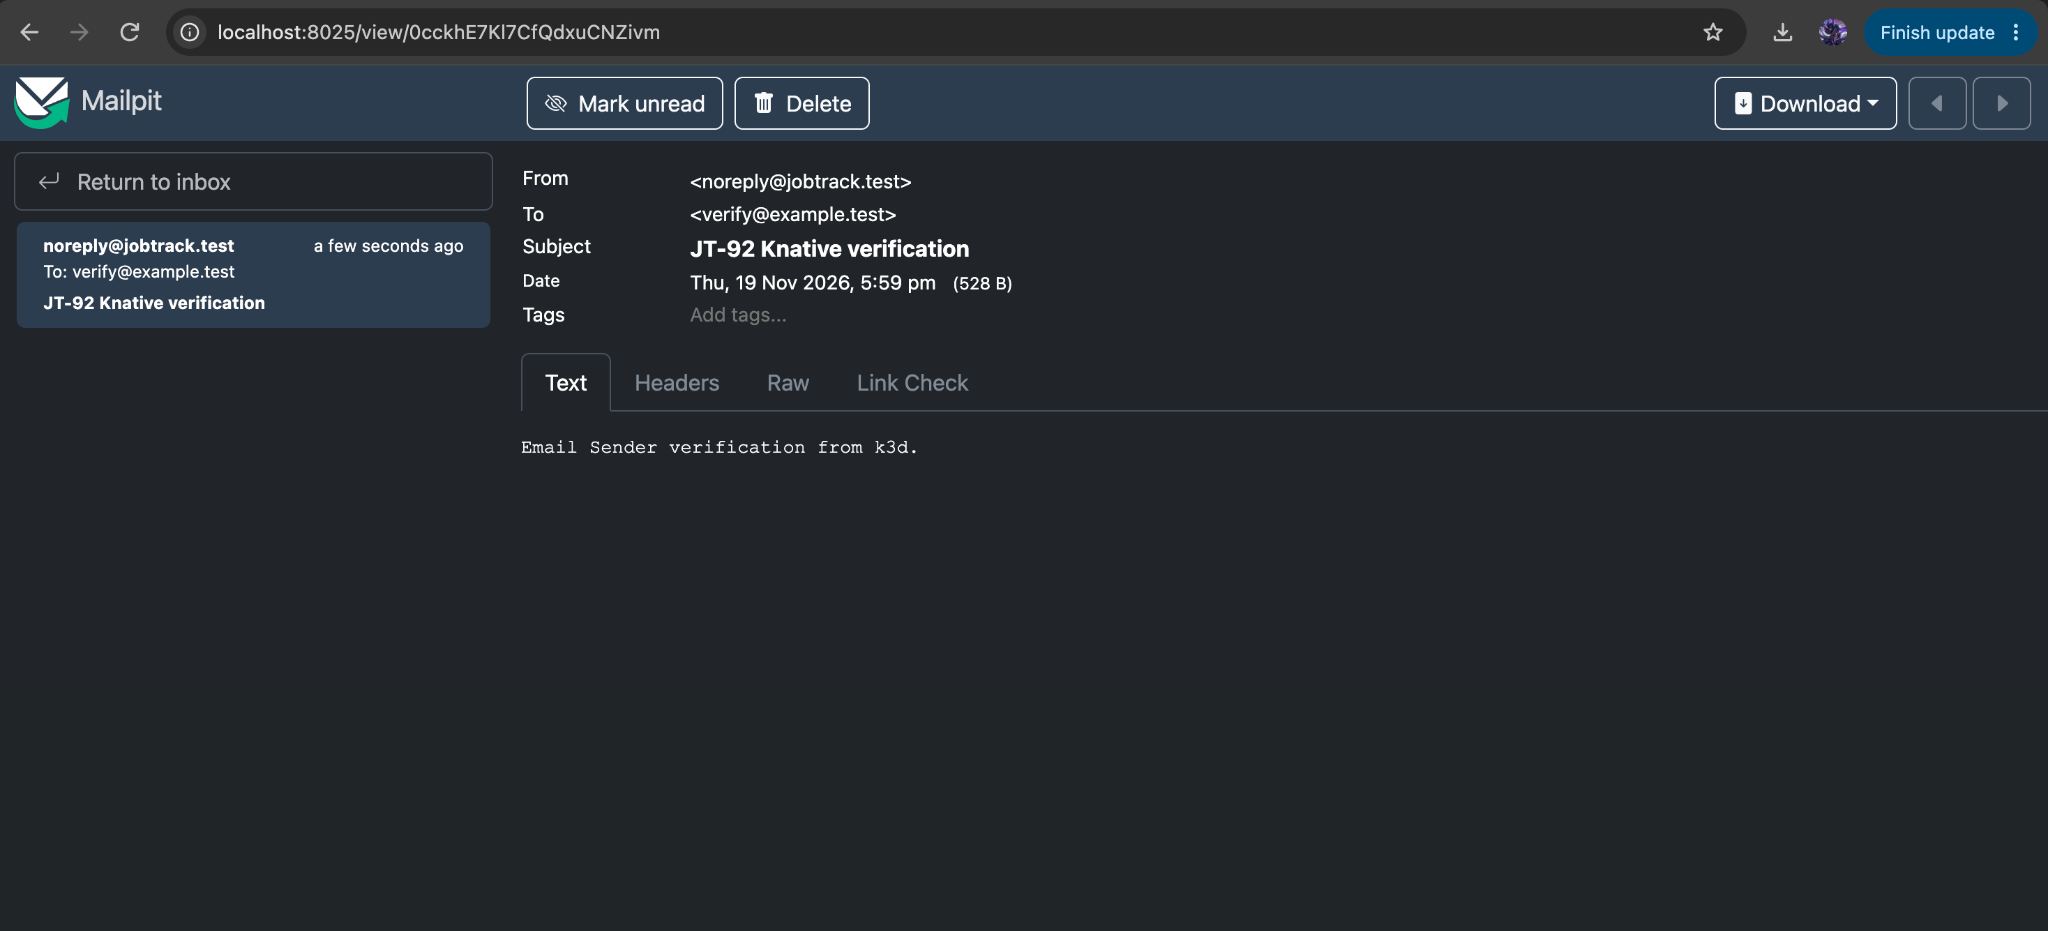 localhost:8025/view/0cckhE7Kl7CfQdxuCNZivm
Finish update
Mailpit
Mark unread
Delete
Download
Return to inbox
noreply@jobtrack.test a few seconds ago
To: verify@example.test
JT-92 Knative verification
From <noreply@jobtrack.test>
To <verify@example.test>
Subject JT-92 Knative verification
Date Thu, 19 Nov 2026, 5:59 pm (528 B)
Tags Add tags...
Text Headers Raw Link Check
Email Sender verification from k3d.